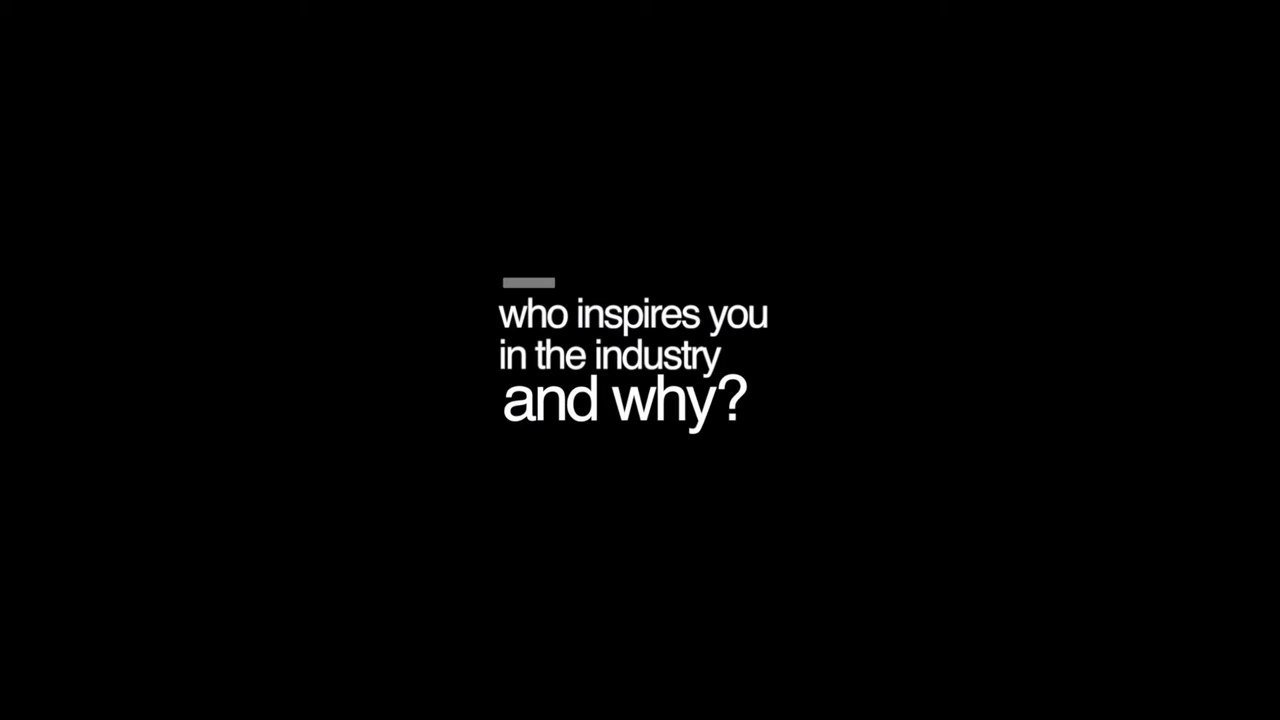 who inspires you
in the industry
and why?